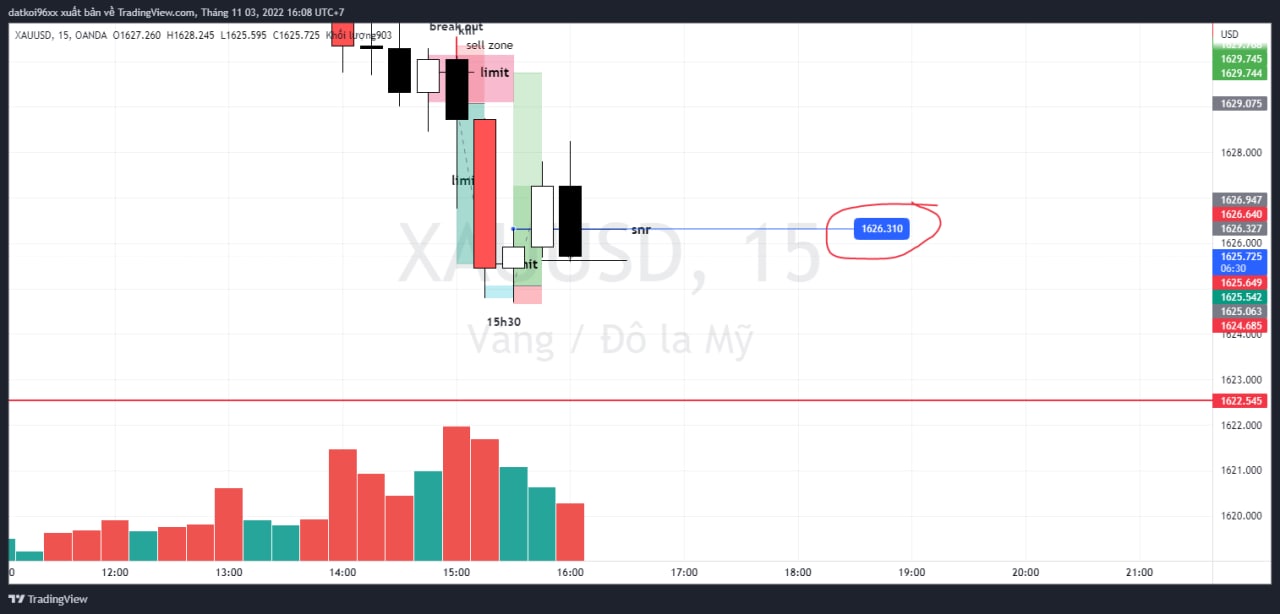 datkoi96xx xuất bản về TradingView.com, Tháng 11 03, 2022 16:08 UTC+7
XAUUSD, 15, OANDA O1627.260 H1628.245 L1625.595 C1625.725 Khối lượng903
break out
kill
sell zone
limit
limit
snr
15h30
XAUUSD, 15
Vàng / Đô la Mỹ
1626.310
USD
1629.745
1629.744
1629.075
1628.000
1626.947
1626.640
1626.327
1626.000
1625.725
06:30
1625.649
1625.542
1625.063
1624.685
1624.000
1623.000
1622.545
1622.000
1621.000
1620.000
12:00 13:00 14:00 15:00 16:00 17:00 18:00 19:00 20:00 21:00
TradingView